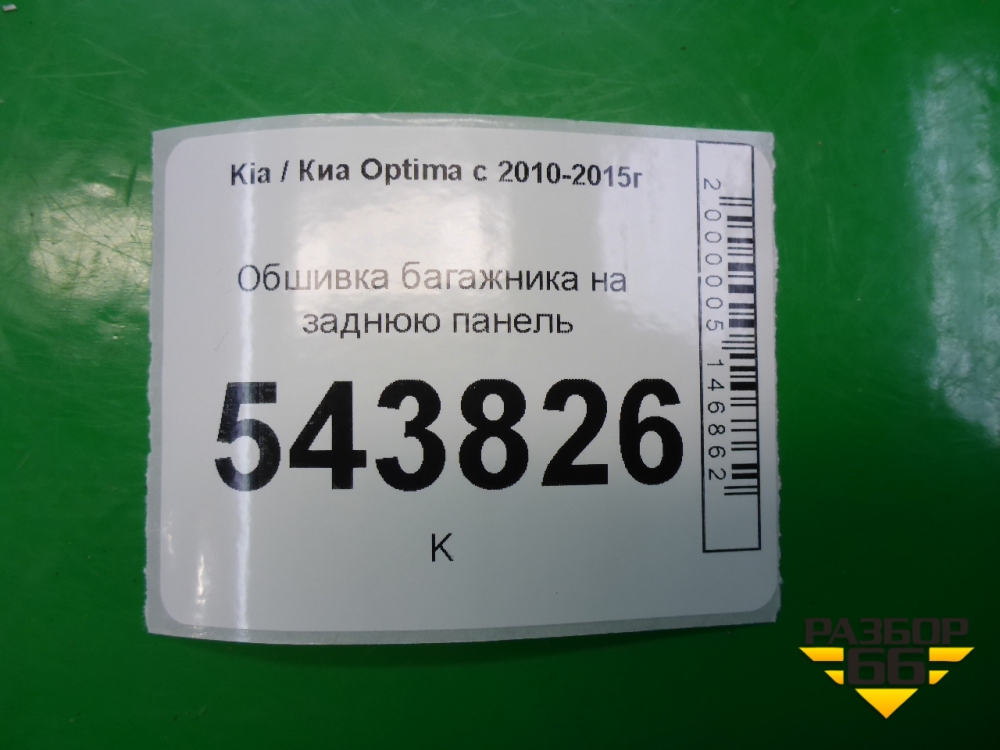 Kia / Киа Optima с 2010-2015г
Обшивка багажника на
заднюю панель
543826
К
2000005146862
РАЗБОР
66